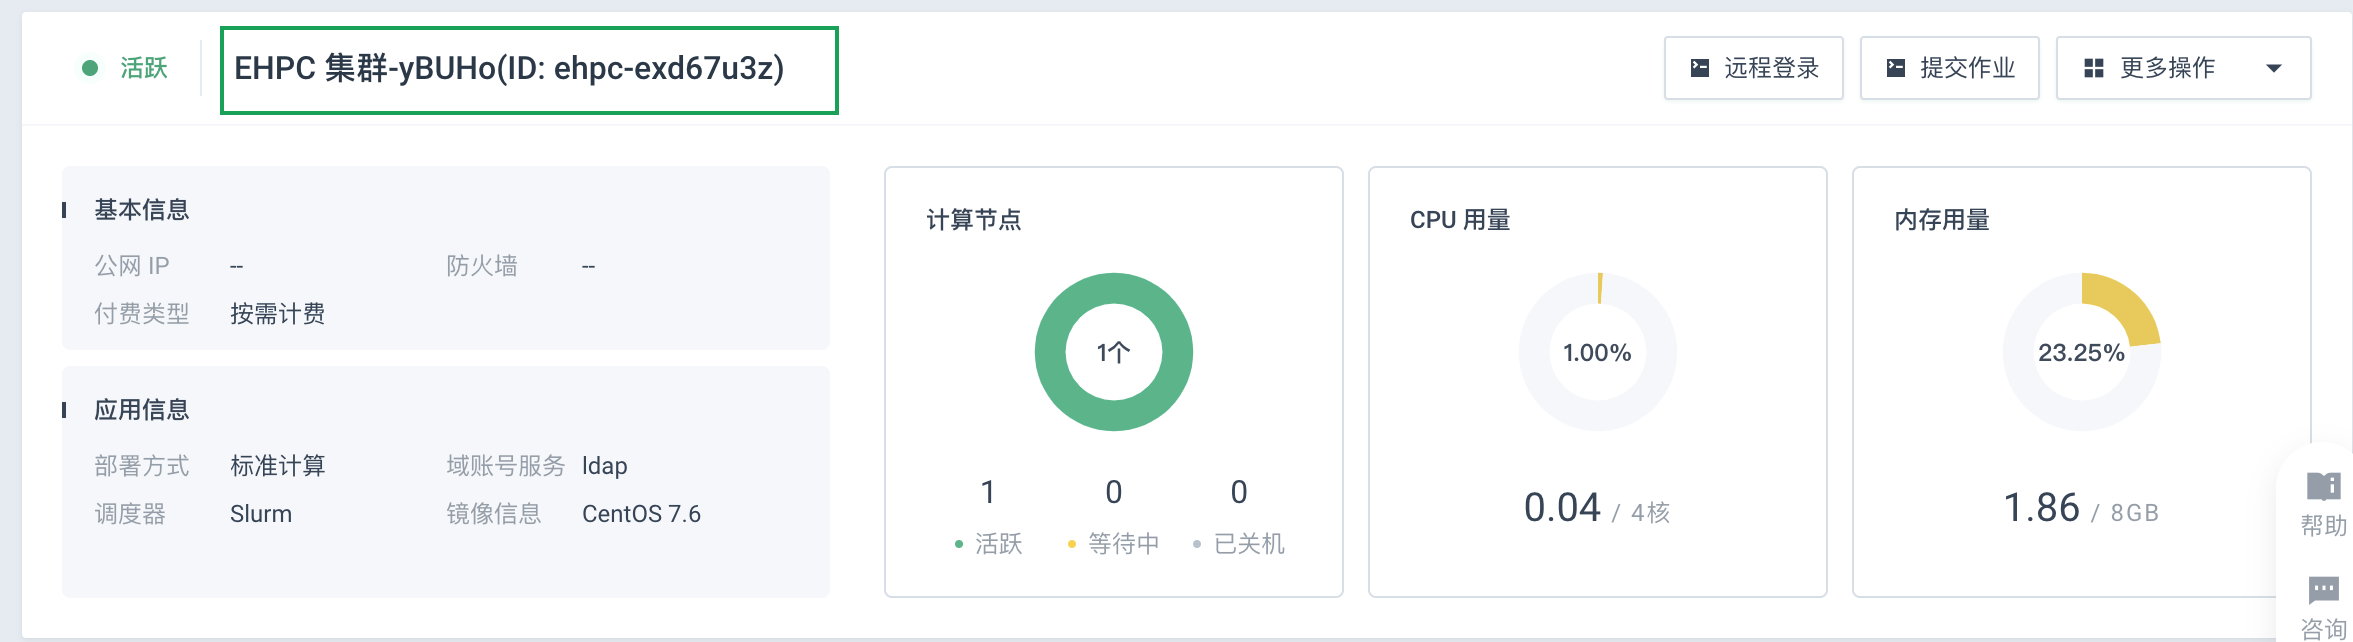 活跃
EHPC 集群-yBUHo(ID: ehpc-exd67u3z)
远程登录
提交作业
更多操作
基本信息
公网 IP -- 防火墙 --
付费类型 按需计费
应用信息
部署方式 标准计算 域账号服务 ldap
调度器 Slurm 镜像信息 CentOS 7.6
计算节点
1个
1 0 0
活跃 等待中 已关机
CPU 用量
1.00%
0.04 / 4核
内存用量
23.25%
1.86 / 8GB
帮助
咨询